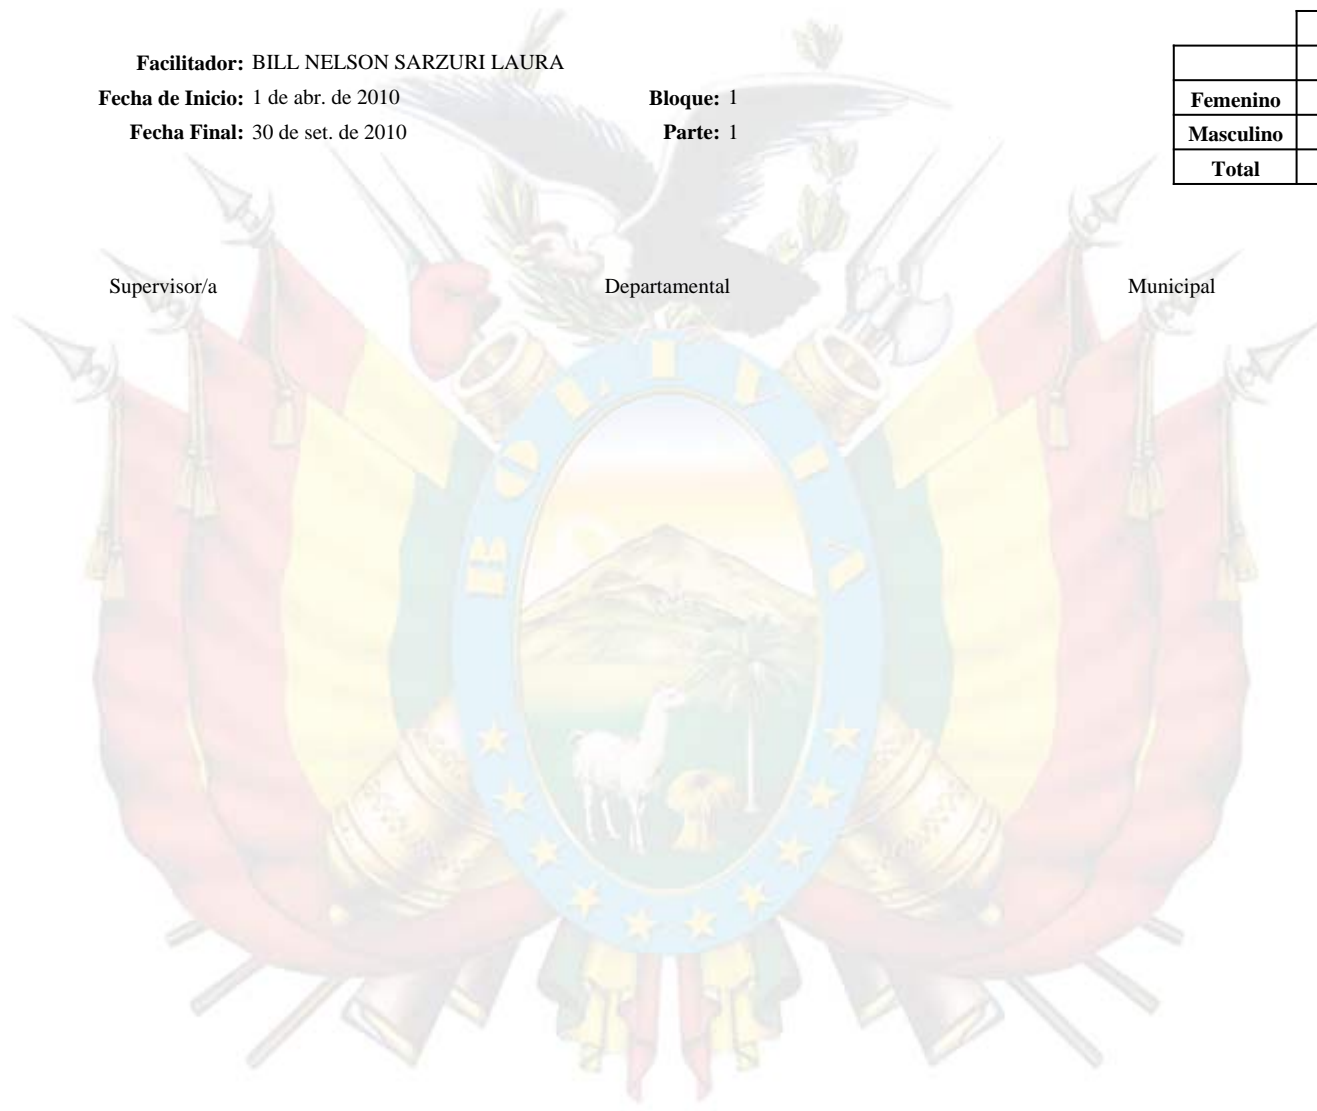 Facilitador: BILL NELSON SARZURI LAURA
Fecha de Inicio: 1 de abr. de 2010 Bloque: 1
Fecha Final: 30 de set. de 2010 Parte: 1
Femenino
Masculino
Total
Supervisor/a Departamental Municipal
BOLIVIA